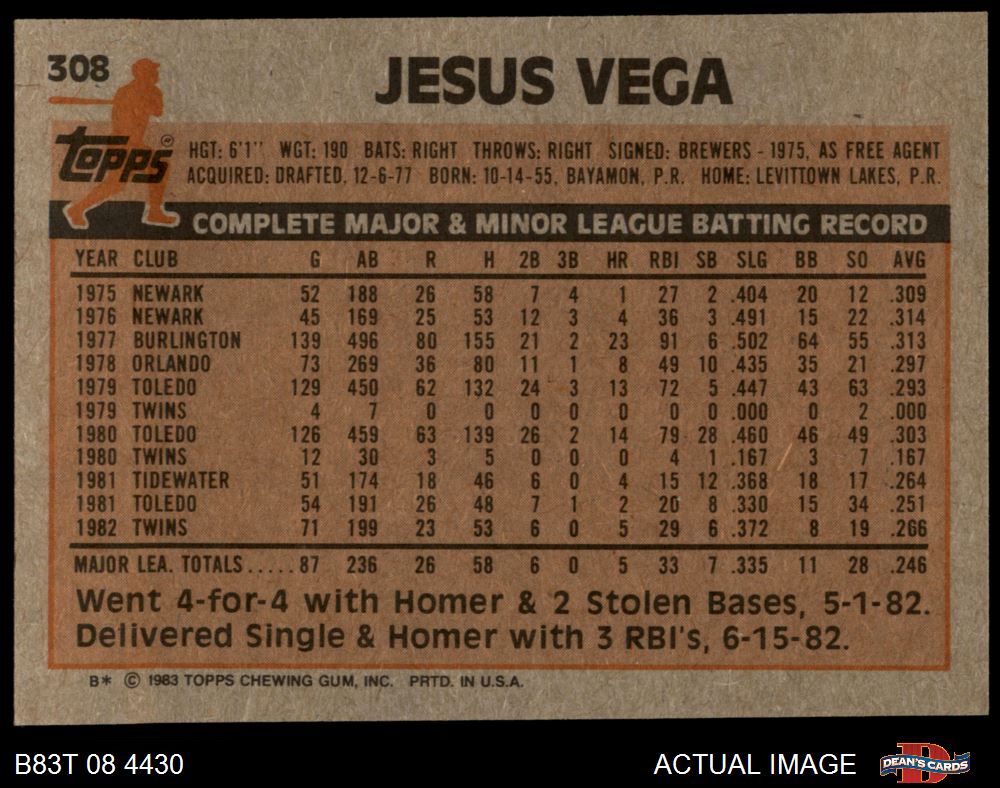 308
JESUS VEGA
Topps®
HGT: 6'1" WGT: 190 BATS: RIGHT THROWS: RIGHT SIGNED: BREWERS - 1975, AS FREE AGENT
ACQUIRED: DRAFTED, 12-6-77 BORN: 10-14-55, BAYAMON, P.R. HOME: LEVITTOWN LAKES, P.R.
COMPLETE MAJOR & MINOR LEAGUE BATTING RECORD
YEAR CLUB G AB R H 2B 3B HR RBI SB SLG BB SO AVG
1975 NEWARK 52 188 26 58 7 4 1 27 2 .404 20 12 .309
1976 NEWARK 45 169 25 53 12 3 4 36 3 .491 15 22 .314
1977 BURLINGTON 139 496 80 155 21 2 23 91 6 .502 64 55 .313
1978 ORLANDO 73 269 36 80 11 1 8 49 10 .435 35 21 .297
1979 TOLEDO 129 450 62 132 24 3 13 72 5 .447 43 63 .293
1979 TWINS 4 7 0 0 0 0 0 0 0 .000 0 2 .000
1980 TOLEDO 126 459 63 139 26 2 14 79 28 .460 46 49 .303
1980 TWINS 12 30 3 5 0 0 0 4 1 .167 3 7 .167
1981 TIDEWATER 51 174 18 46 6 0 4 15 12 .368 18 17 .264
1981 TOLEDO 54 191 26 48 7 1 2 20 8 .330 15 34 .251
1982 TWINS 71 199 23 53 6 0 5 29 6 .372 8 19 .266
MAJOR LEA. TOTALS.....87 236 26 58 6 0 5 33 7 .335 11 28 .246
Went 4-for-4 with Homer & 2 Stolen Bases, 5-1-82.
Delivered Single & Homer with 3 RBI's, 6-15-82.
B* © 1983 TOPPS CHEWING GUM, INC. PRTD. IN U.S.A.
B83T 08 4430 ACTUAL IMAGE DEAN'S CARDS